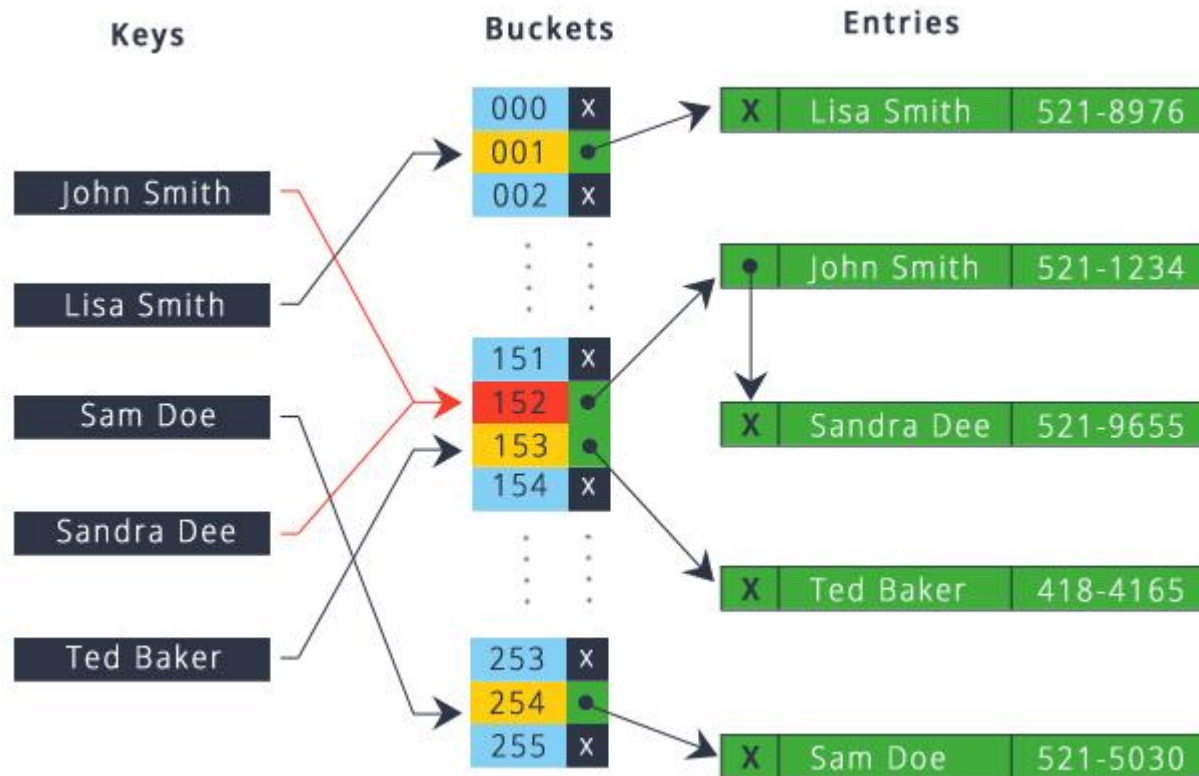 Keys
Buckets
Entries
John Smith
Lisa Smith
Sam Doe
Sandra Dee
Ted Baker
000 X
001
002 X
151 X
152
153
154 X
253 X
254
255 X
X Lisa Smith 521-8976
John Smith 521-1234
X Sandra Dee 521-9655
X Ted Baker 418-4165
X Sam Doe 521-5030